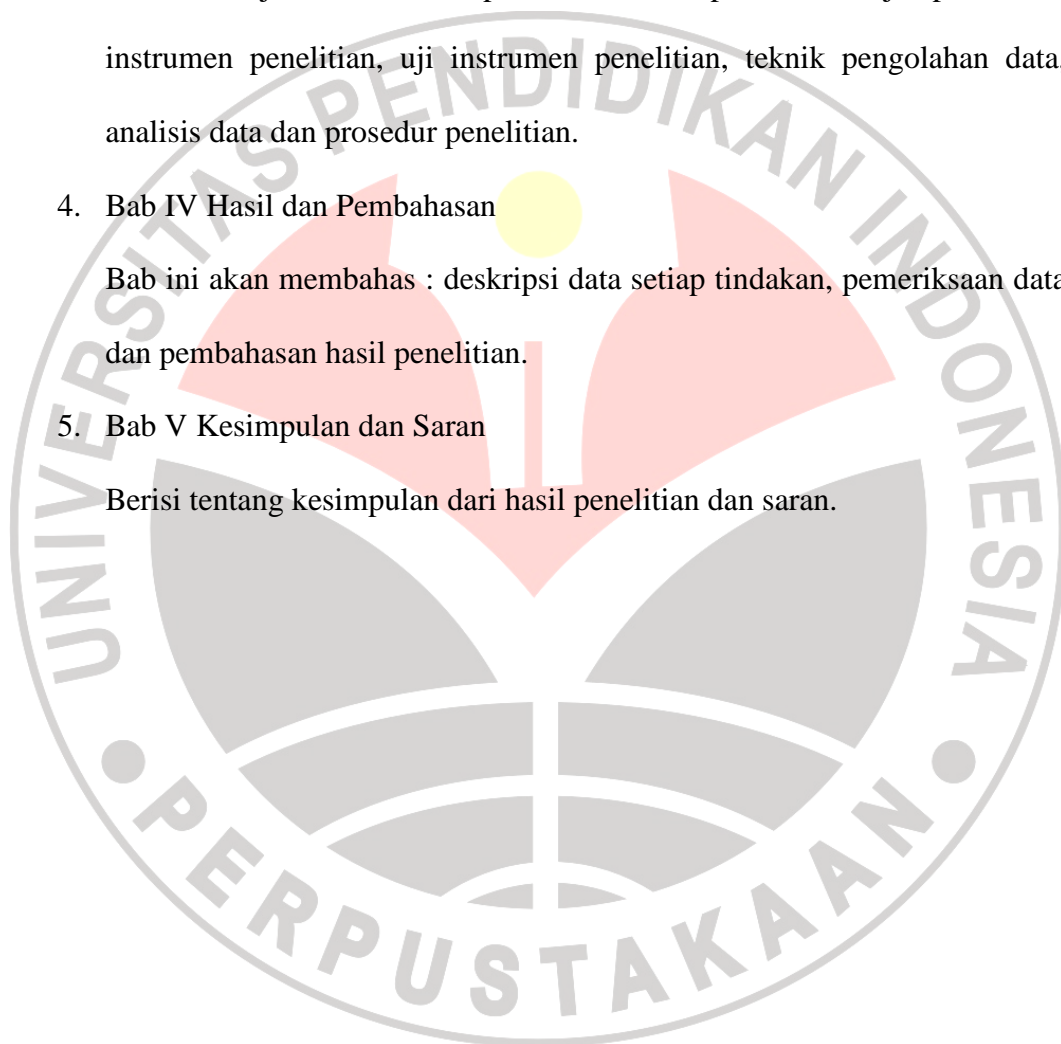 instrumen penelitian, uji instrumen penelitian, teknik pengolahan data,
analisis data dan prosedur penelitian.
4. Bab IV Hasil dan Pembahasan
Bab ini akan membahas : deskripsi data setiap tindakan, pemeriksaan data
dan pembahasan hasil penelitian.
5. Bab V Kesimpulan dan Saran
Berisi tentang kesimpulan dari hasil penelitian dan saran.
UNIVERSITAS PENDIDIKAN INDONESIA
PERPUSTAKAAN